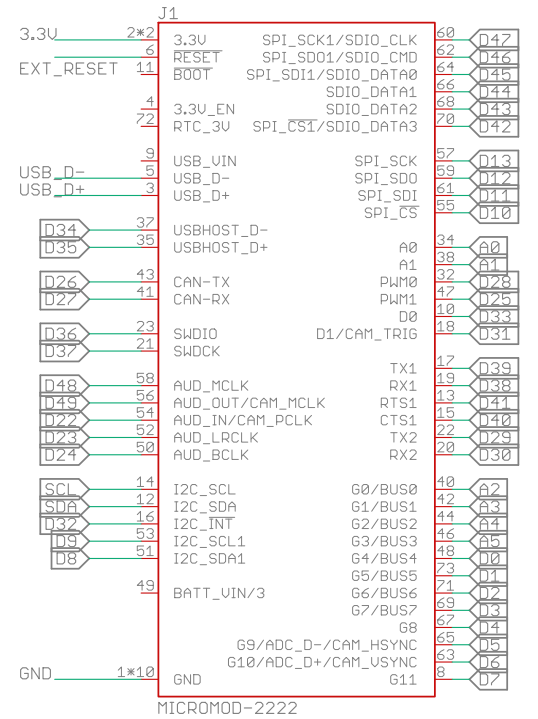 J1
3.3V 2*2 3.3V SPI_SCK1/SDIO_CLK 60 D47
6 RESET SPI_SDO1/SDIO_CMD 62 D46
EXT_RESET 11 BOOT SPI_SDI1/SDIO_DATA0 64 D45
SDIO_DATA1 66 D44
4 3.3V_EN SDIO_DATA2 68 D43
72 RTC_3V SPI_CS1/SDIO_DATA3 70 D42
9 USB_VIN SPI_SCK 57 D13
USB_D- 5 USB_D- SPI_SDO 59 D12
USB_D+ 3 USB_D+ SPI_SDI 61 D11
SPI_CS 55 D10
D34 37 USBHOST_D-
D35 35 USBHOST_D+ A0 34 A0
A1 38 A1
D26 43 CAN-TX PWM0 32 D28
D27 41 CAN-RX PWM1 47 D25
D0 10 D33
D36 23 SWDIO D1/CAM_TRIG 18 D31
D37 21 SWDCK
TX1 17 D39
D48 58 AUD_MCLK RX1 19 D38
D49 56 AUD_OUT/CAM_MCLK RTS1 13 D41
D22 54 AUD_IN/CAM_PCLK CTS1 15 D40
D23 52 AUD_LRCLK TX2 22 D29
D24 50 AUD_BCLK RX2 20 D30
SCL 14 I2C_SCL G0/BUS0 40 A2
SDA 12 I2C_SDA G1/BUS1 42 A3
D32 16 I2C_INT G2/BUS2 44 A4
D9 53 I2C_SCL1 G3/BUS3 46 A5
D8 51 I2C_SDA1 G4/BUS4 48 D0
G5/BUS5 73 D1
49 BATT_VIN/3 G6/BUS6 71 D2
G7/BUS7 69 D3
G8 67 D4
G9/ADC_D-/CAM_HSYNC 65 D5
G10/ADC_D+/CAM_VSYNC 63 D6
GND 1*10 GND G11 8 D7
MICROMOD-2222